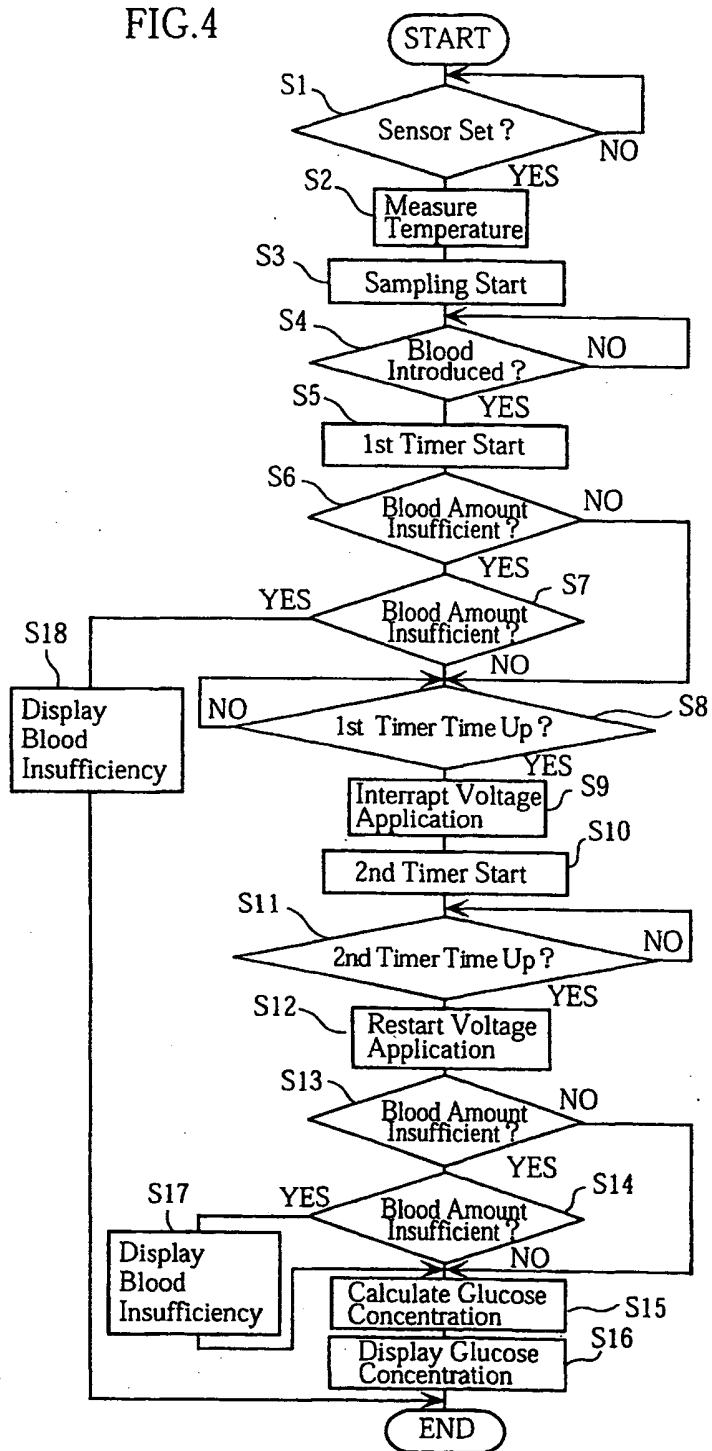 FIG.4
START
S1
Sensor Set ?
NO
YES
S2
Measure
Temperature
S3
Sampling Start
S4
Blood
Introduced ?
NO
YES
S5
1st Timer Start
S6
Blood Amount
Insufficient ?
NO
YES
S7
YES
Blood Amount
Insufficient ?
NO
S18
Display
Blood
Insufficiency
NO
1st Timer Time Up ?
S8
YES
Interrapt Voltage
Application
S9
S10
2nd Timer Start
S11
2nd Timer Time Up ?
NO
YES
S12
Restart Voltage
Application
S13
Blood Amount
Insufficient ?
NO
YES
S14
YES
Blood Amount
Insufficient ?
NO
S17
Display
Blood
Insufficiency
Calculate Glucose
Concentration
S15
Display Glucose
Concentration
S16
END